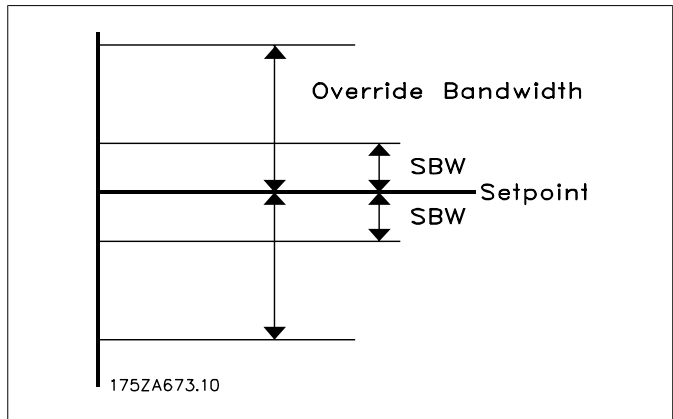 Override Bandwidth
SBW
Setpoint
SBW
175ZA673.10